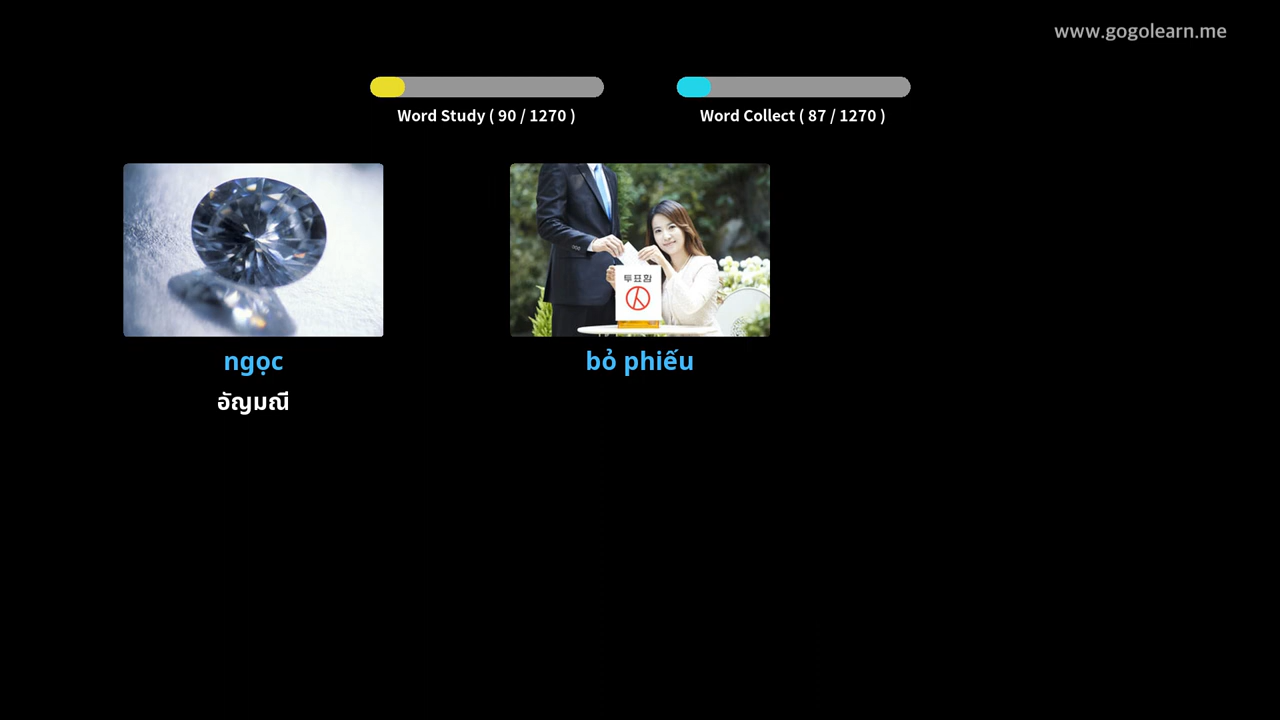 www.gogolearn.me
Word Study ( 90 / 1270 )
Word Collect ( 87 / 1270 )
투표함
ngọc
bỏ phiếu
อัญมณี